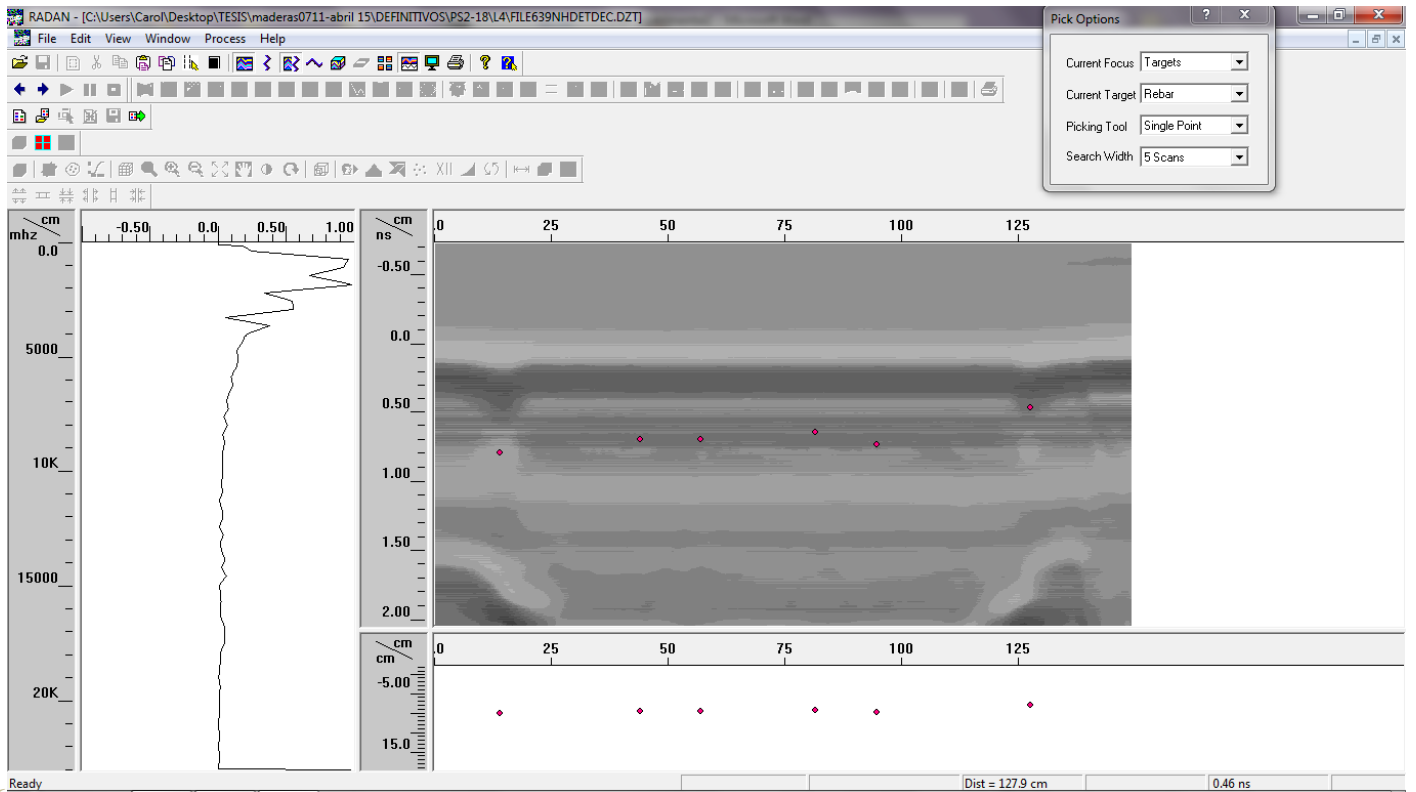 RADAN - [C:\Users\Carol\Desktop\TESIS\maderas0711-abril 15\DEFINITIVOS\PS2-18\L4\FILE639NHDETDEC.DZT]
File Edit View Window Process Help
Pick Options
Current Focus Targets
Current Target Rebar
Picking Tool Single Point
Search Width 5 Scans
XII
cm
mhz
-0.50 0.0 0.50 1.00
0.0
5000
10K
15000
20K
cm
ns
.0 25 50 75 100 125
-0.50
0.0
0.50
1.00
1.50
2.00
cm
cm
.0 25 50 75 100 125
-5.00
15.0
Ready
Dist = 127.9 cm
0.46 ns